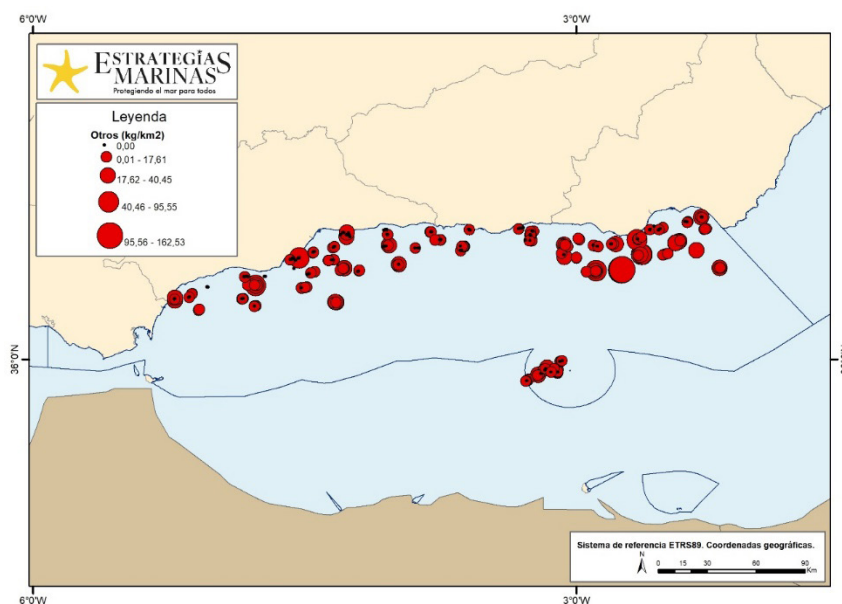 6°0'W
3°0'W
ESTRATEGIAS
MARINAS
Protegiendo el mar para todos
Leyenda
Otros (kg/km2)
0,00
0,01 - 17,61
17,62 - 40,45
40,46 - 95,55
95,56 - 162,53
36°0'N
Sistema de referencia ETRS89. Coordenadas geográficas.
N
0 15 30 60 90
Km
6°0'W
3°0'W